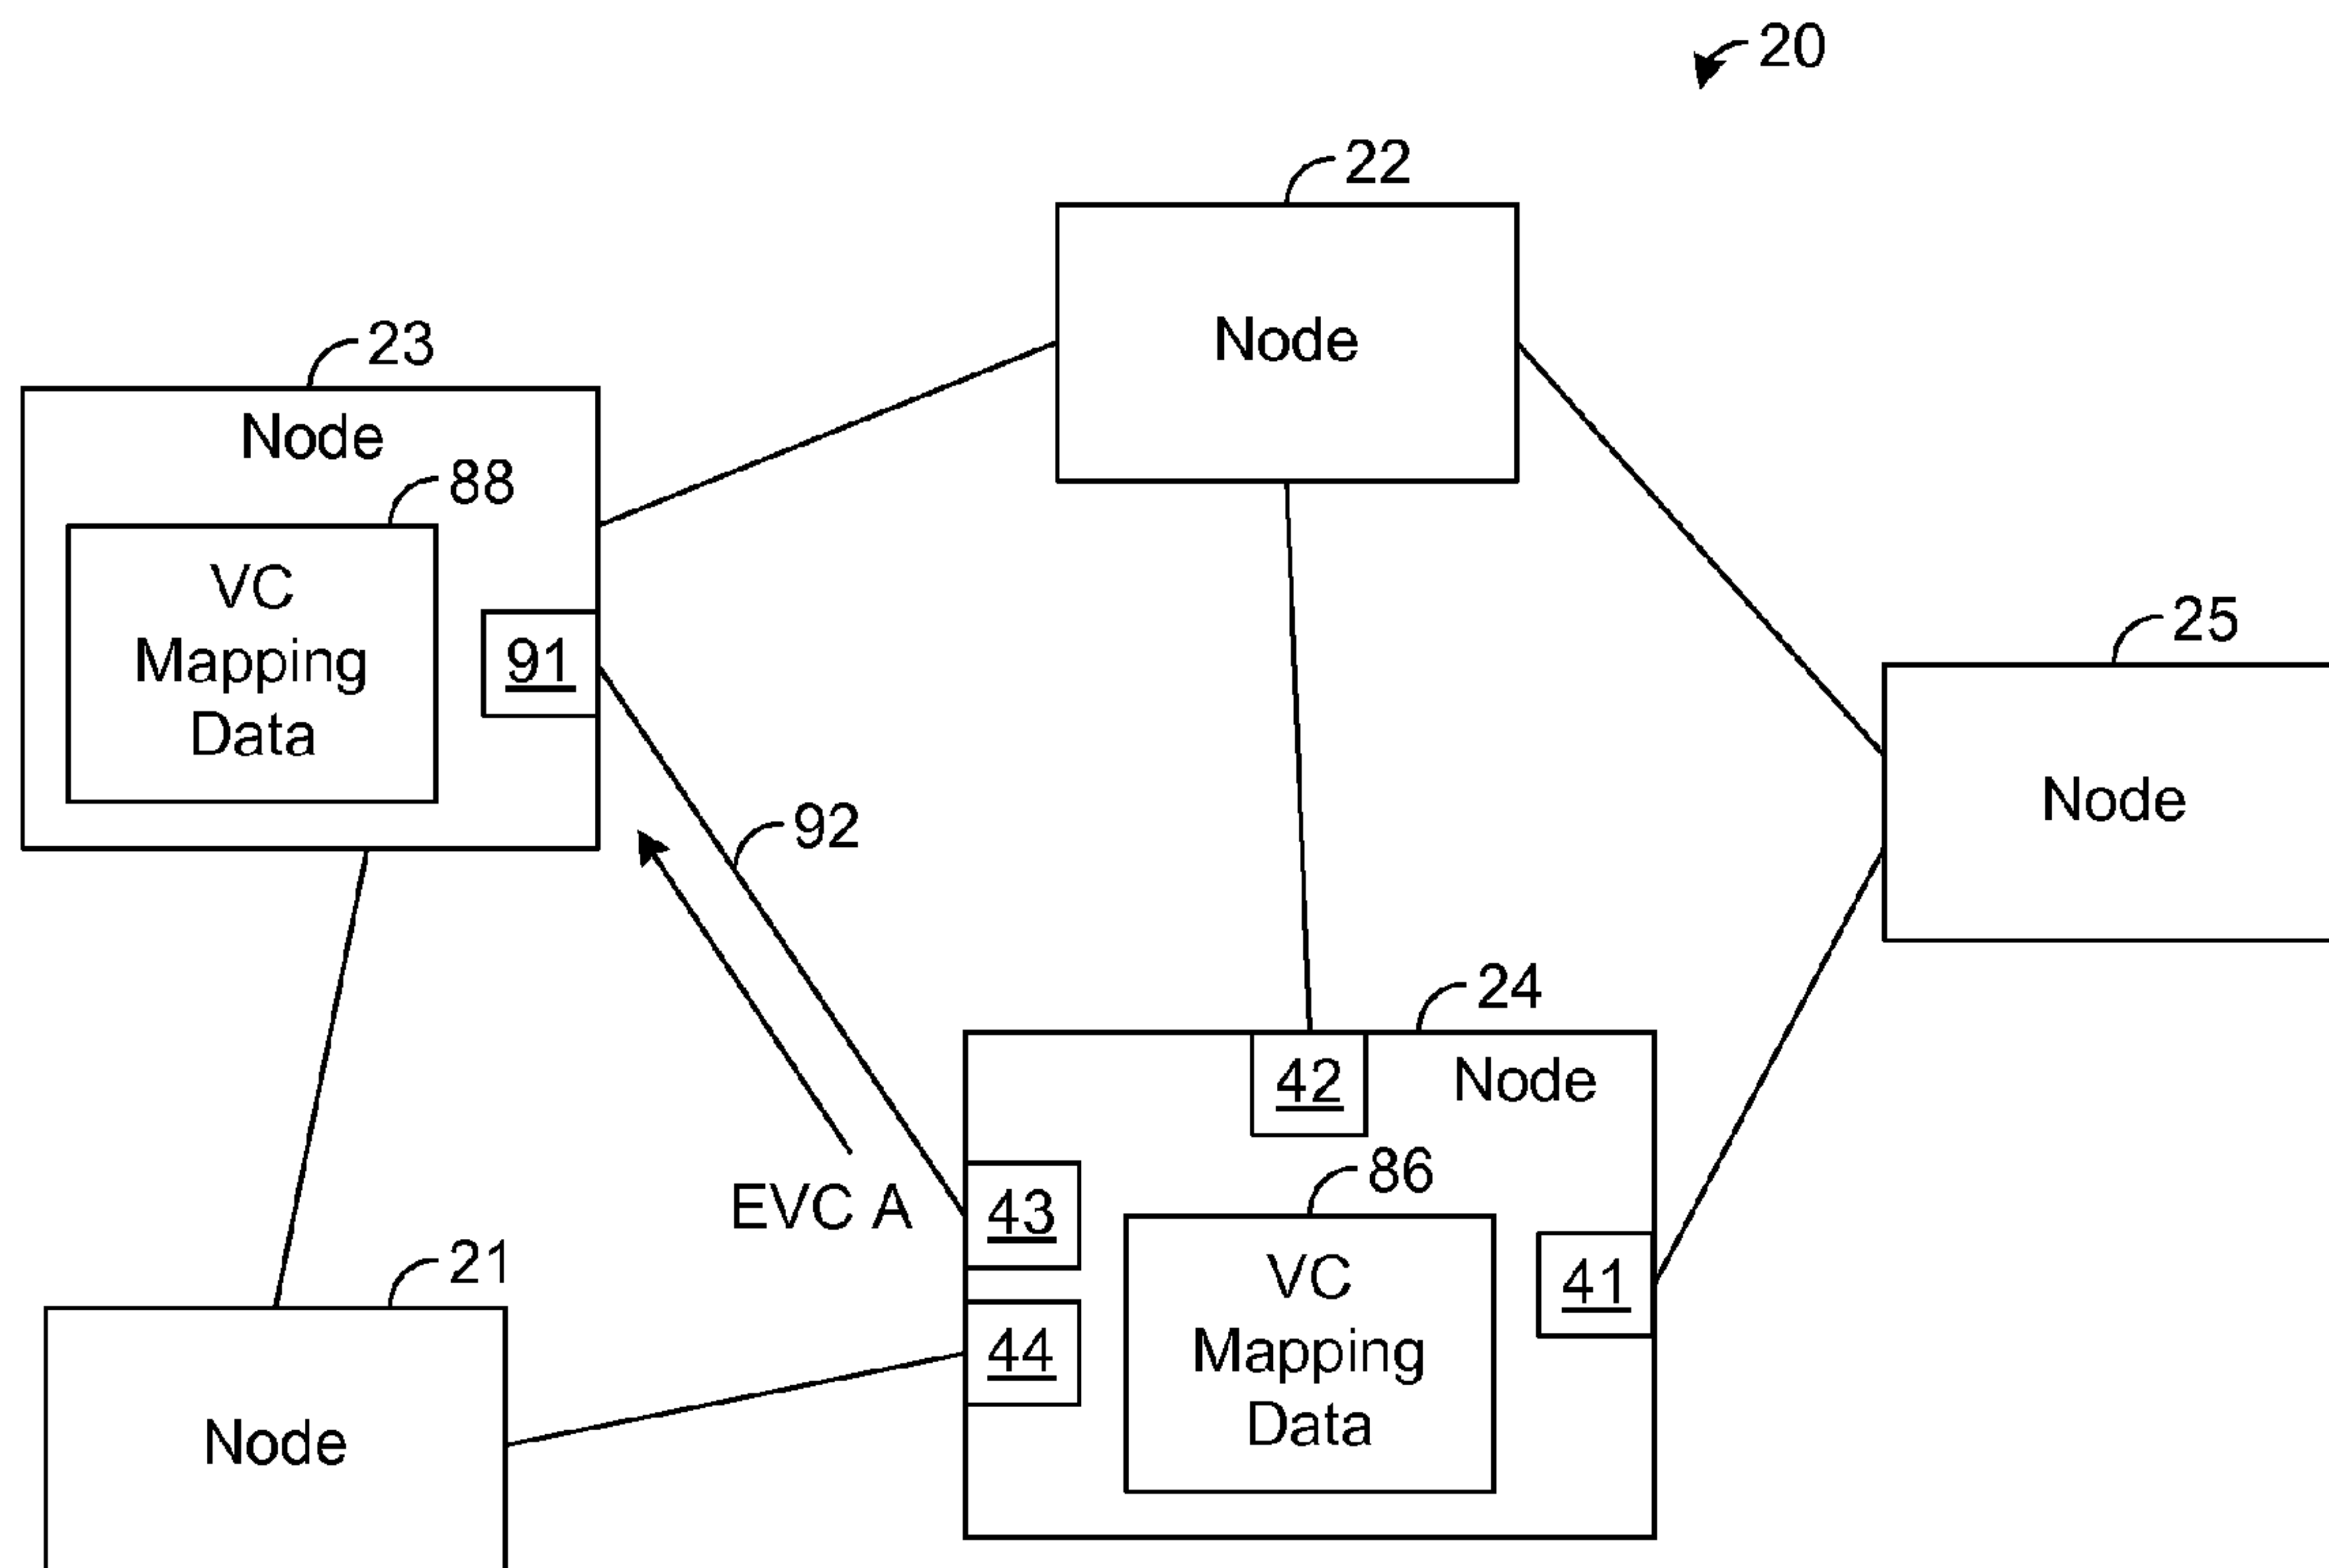 20
22
Node
23
Node
88
VC
Mapping
Data
91
25
Node
92
24
Node
42
EVC A
43
86
VC
Mapping
Data
41
44
21
Node